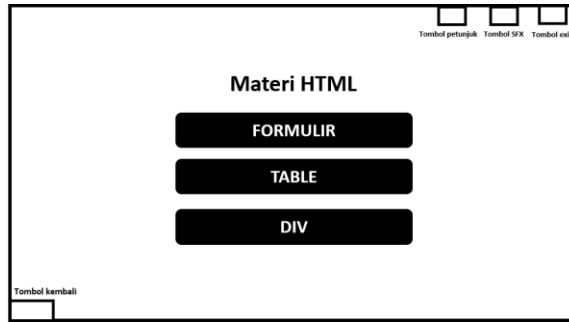 Tombol petunjuk Tombol SFX Tombol exi
Materi HTML
FORMULIR
TABLE
DIV
Tombol kembali